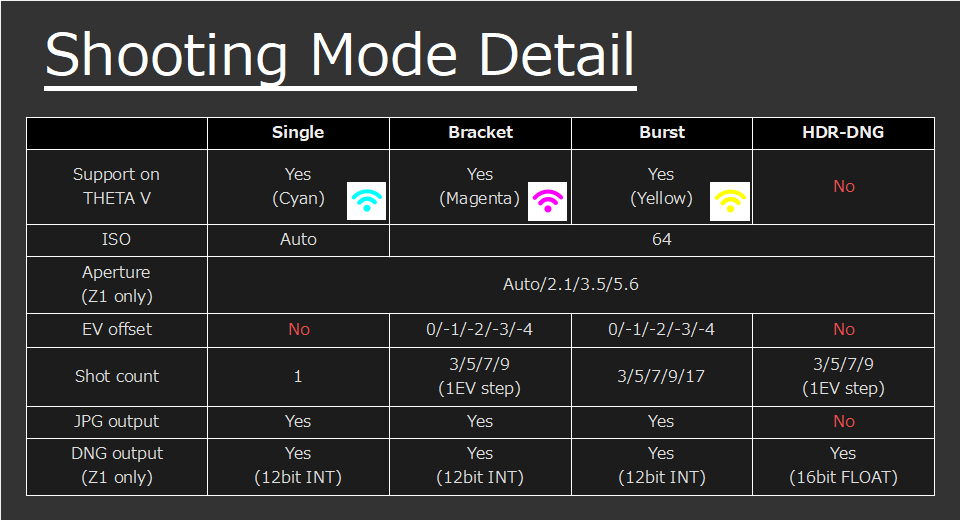 Shooting Mode Detail
Single Bracket Burst HDR-DNG
Support on
THETA V
Yes
(Cyan)
Yes
(Magenta)
Yes
(Yellow)
No
ISO Auto 64
Aperture
(Z1 only)
Auto/2.1/3.5/5.6
EV offset No 0/-1/-2/-3/-4 0/-1/-2/-3/-4 No
Shot count
1
3/5/7/9
(1EV step)
3/5/7/9/17
3/5/7/9
(1EV step)
JPG output Yes Yes Yes No
DNG output
(Z1 only)
Yes
(12bit INT)
Yes
(12bit INT)
Yes
(12bit INT)
Yes
(16bit FLOAT)